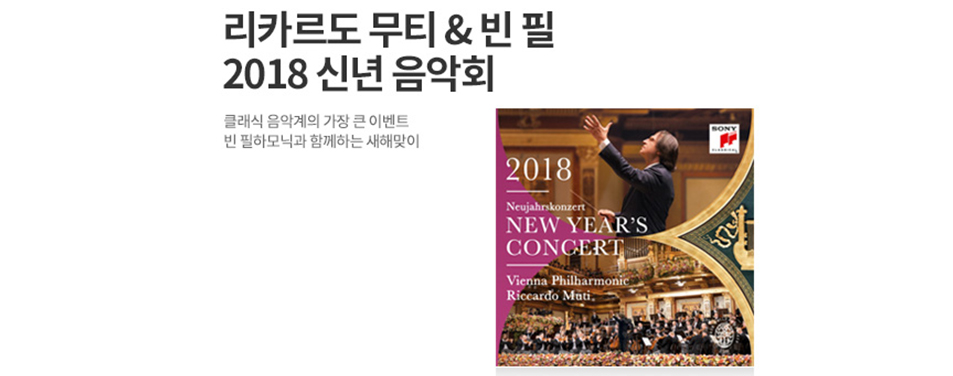 리카르도 무티 & 빈 필
2018 신년 음악회
클래식 음악계의 가장 큰 이벤트
빈 필하모닉과 함께하는 새해맞이
SONY
CLASSICAL
2018
Neujahrskonzert
NEW YEAR'S
CONCERT
Vienna Philharmonic
Riccardo Muti